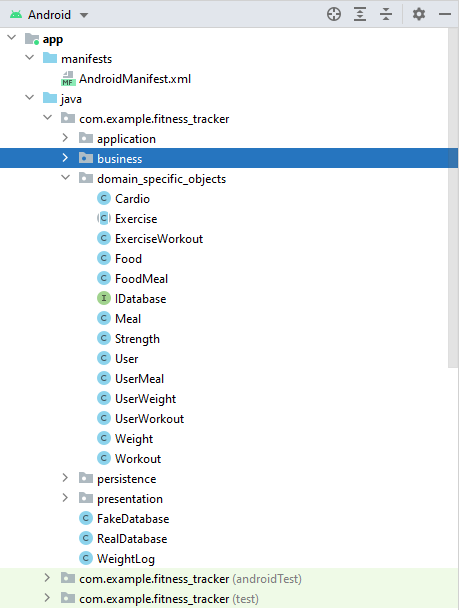 Android
app
manifests
MF AndroidManifest.xml
java
com.example.fitness_tracker
application
business
domain_specific_objects
C Cardio
C Exercise
C ExerciseWorkout
C Food
C FoodMeal
I IDatabase
C Meal
C Strength
C User
C UserMeal
C UserWeight
C UserWorkout
C Weight
C Workout
persistence
presentation
C FakeDatabase
C RealDatabase
C WeightLog
com.example.fitness_tracker (androidTest)
com.example.fitness_tracker (test)